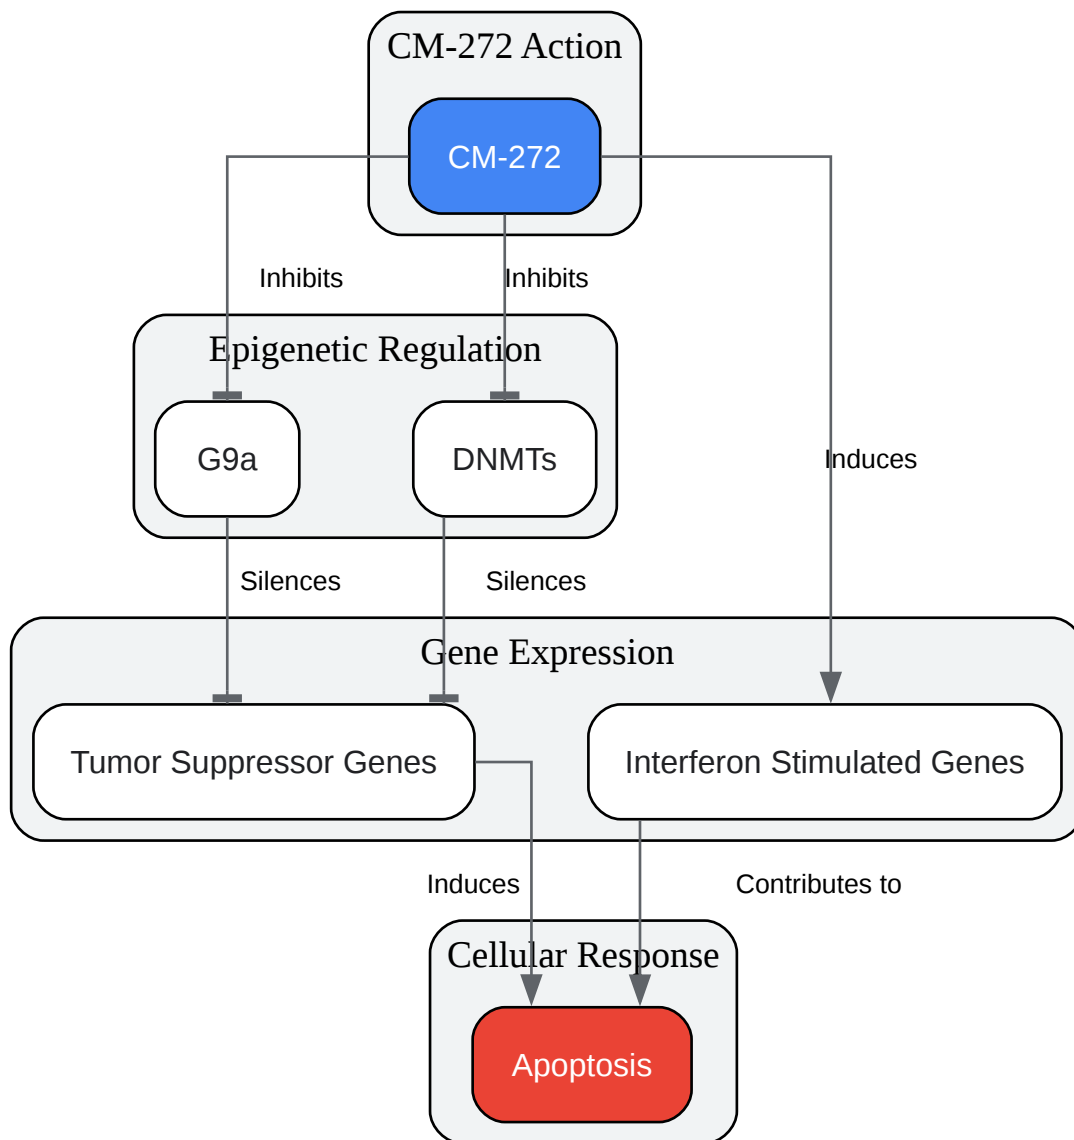 CM-272 Action
CM-272
Inhibits
Inhibits
Epigenetic Regulation
G9a
DNMTs
Induces
Silences
Silences
Gene Expression
Tumor Suppressor Genes
Interferon Stimulated Genes
Induces
Contributes to
Cellular Response
Apoptosis